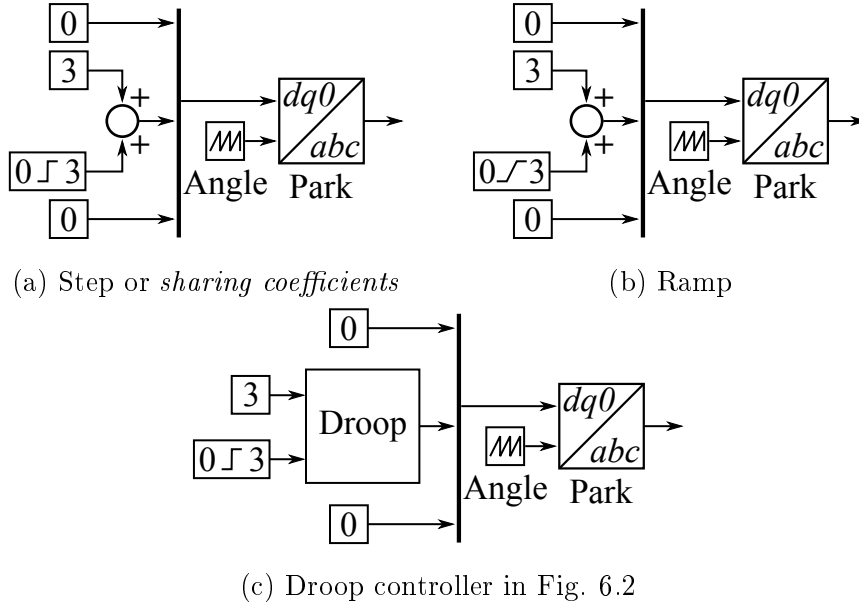 0
3
+
+
0 3
0
dq0
abc
Angle
Park
(a) Step or sharing coefficients
0
3
+
+
0 3
0
dq0
abc
Angle
Park
(b) Ramp
0
3
Droop
0 3
0
dq0
abc
Angle
Park
(c) Droop controller in Fig. 6.2